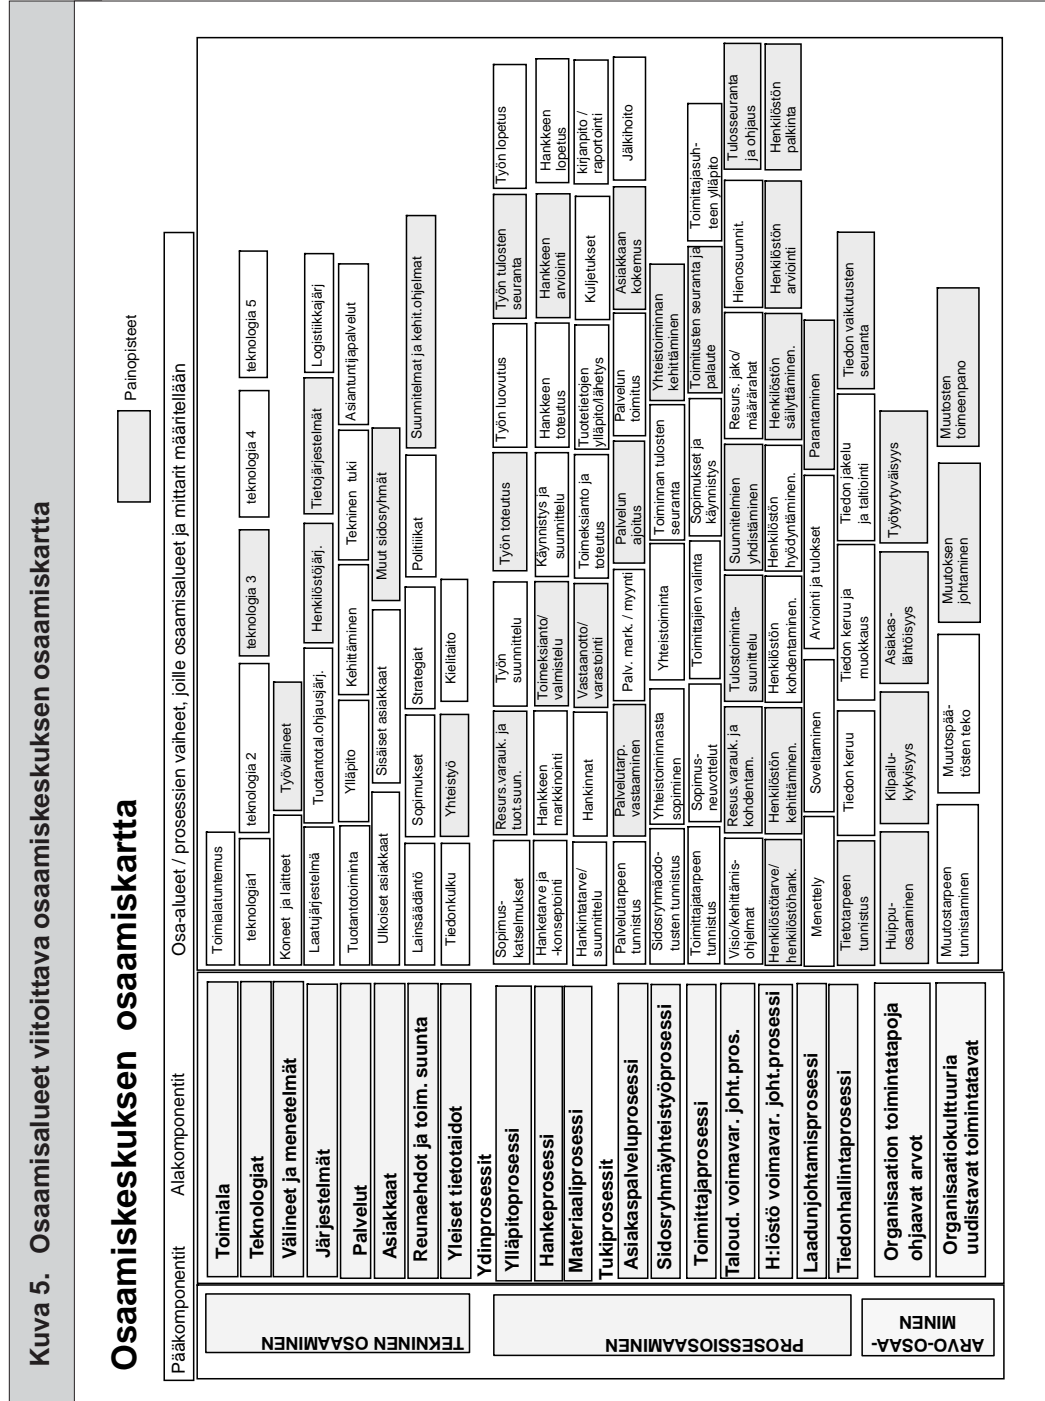 Kuva 5. Osaamisalueet viitoittava osaamiskeskuksen osaamiskartta
Osaamiskeskuksen osaamiskartta
Painopisteet
Pääkomponentit
Alakomponentit
Osa-alueet / prosessien vaiheet, joille osaamisalueet ja mittarit määritellään
TEKNINEN OSAAMINEN
Toimiala
Toimialatuntemus
Teknologiat
teknologia1
teknologia 2
teknologia 3
teknologia 4
teknologia 5
Välineet ja menetelmät
Koneet ja laitteet
Työvälineet
Järjestelmät
Laatujärjestelmä
Tuotantotal.ohjausjärj.
Henkilöstöjärj.
Tietojärjestelmät
Logistiikkajärj
Palvelut
Tuotantotoiminta
Ylläpito
Kehittäminen
Tekninen tuki
Asiantuntijapalvelut
Asiakkaat
Ulkoiset asiakkaat
Sisäiset asiakkaat
Muut sidosryhmät
Reunaehdot ja toim. suunta
Lainsäädäntö
Sopimukset
Strategiat
Politiiikat
Suunnitelmat ja kehit.ohjelmat
Yleiset tietotaidot
Tiedonkulku
Yhteistyö
Kielitaito
PROSESSIOSAAMINEN
Ydinprosessit
Ylläpitoprosessi
Sopimus-
katselmukset
Resurs.varauk. ja
tuot.suun.
Työn
suunnittelu
Työn toteutus
Työn luovutus
Työn tulosten
seuranta
Työn lopetus
Hankeprosessi
Hanketarve ja
-konseptointi
Hankkeen
markkinointi
Toimeksianto/
valmistelu
Käynnistys ja
suunnittelu
Hankkeen
toteutus
Hankkeen
arviointi
Hankkeen
lopetus
Materiaaliprosessi
Hankintatarve/
suunnittelu
Hankinnat
Vastaanotto/
varastointi
Toimeksianto ja
toteutus
Tuotetietojen
ylläpito/lähetys
Kuljetukset
kirjanpito /
raportointi
Tukiprosessit
Asiakaspalveluprosessi
Palvelutarpeen
tunnistus
Palvelutarp.
vastaaminen
Palv. mark. / myynti
Palvelun
ajoitus
Palvelun
toimitus
Asiakkaan
kokemus
Jälkihoito
Sidosryhmäyhteistyöprosessi
Sidosryhmäodo-
tusten tunnistus
Yhteistoiminnasta
sopiminen
Yhteistoiminta
Toiminnan tulosten
seuranta
Yhteistoiminnan
kehittäminen
Toimittajaprosessi
Toimittajatarpeen
tunnistus
Sopimus-
neuvottelut
Toimittajien valinta
Sopimukset ja
käynnistys
Toimitusten seuranta ja
palaute
Toimittajasuh-
teen ylläpito
Taloud. voimavar. joht.pros.
Visio/kehittämis-
ohjelmat
Resus.varauk. ja
kohdentam.
Tulostoiminta-
suunittelu
Suunnitelmien
yhdistäminen
Resurs. jako/
määrärahat
Hienosuunnit.
Tulosseuranta
ja ohjaus
H:löstö voimavar. joht.prosessi
Henkilöstötarve/
henkilöstöhank.
Henkilöstön
kehittäminen.
Henkilöstön
kohdentaminen.
Henkilöstön
hyödyntäminen.
Henkilöstön
säilyttäminen.
Henkilöstön
arviointi
Henkilöstön
palkinta
Laadunjohtamisprosessi
Menettely
Soveltaminen
Arviointi ja tulokset
Parantaminen
Tiedonhallintaprosessi
Tietotarpeen
tunnistus
Tiedon keruu
Tiedon keruu ja
muokkaus
Tiedon jakelu
ja taltiointi
Tiedon vaikutusten
seuranta
ARVO-OSAA-
MINEN
Organisaation toimintatapoja
ohjaavat arvot
Huippu-
osaaminen
Kilpailu-
kykyisyys
Asiakas-
lähtöisyys
Työtyytyväisyys
Organisaatiokulttuuria
uudistavat toimintatavat
Muutostarpeen
tunnistaminen
Muutospää-
tösten teko
Muutoksen
johtaminen
Muutosten
toimeenpano